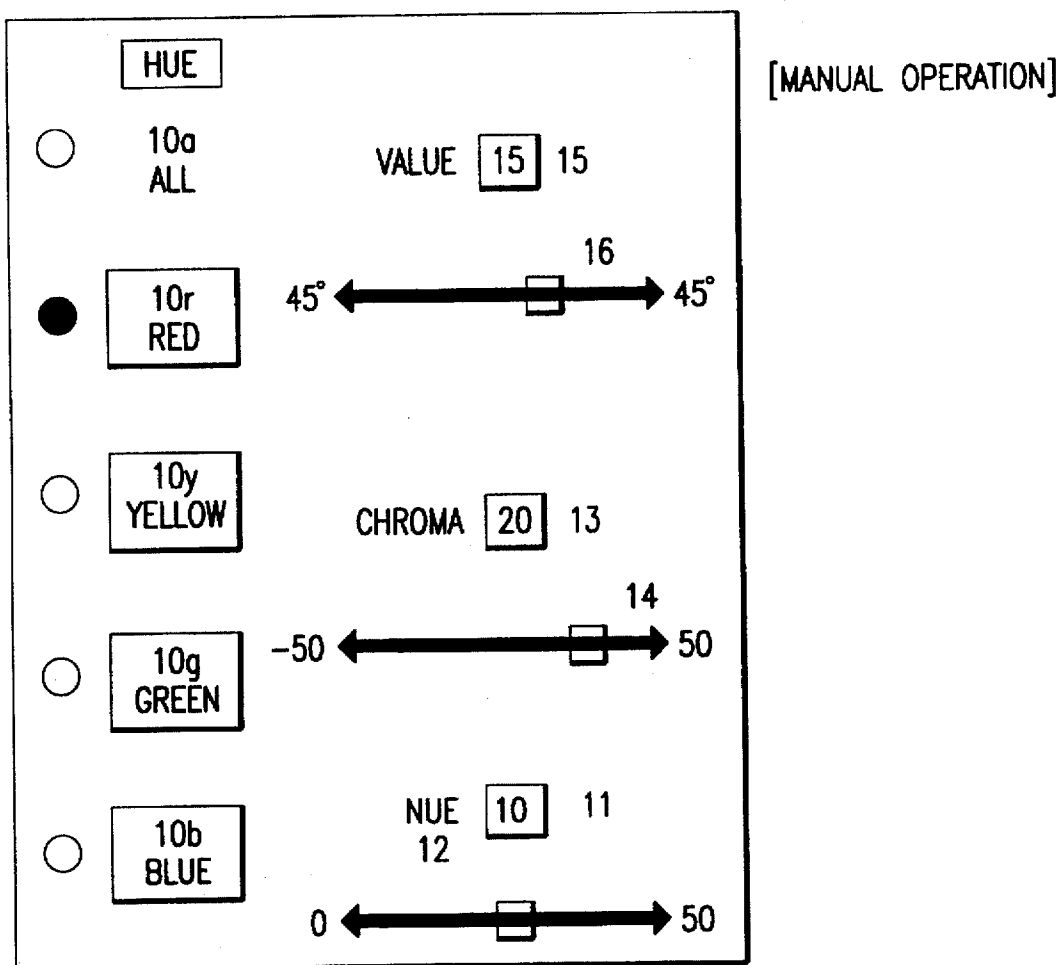 HUE
[MANUAL OPERATION]
10a
ALL
VALUE 15 15
16
45° 45°
10r
RED
10y
YELLOW
CHROMA 20 13
14
-50 50
10g
GREEN
NUE 10 11
12
10b
BLUE
0 50